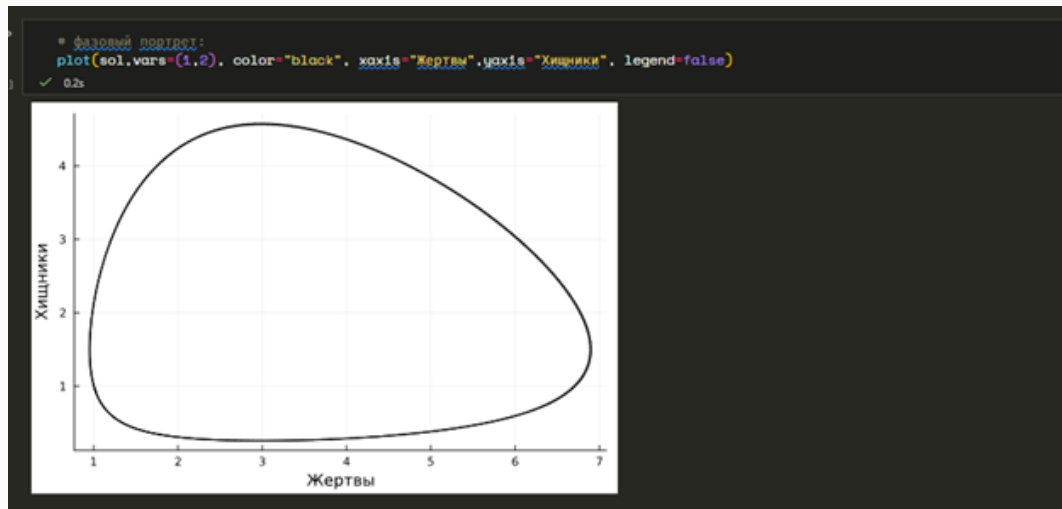 # фазовый портрет:
plot(sol,vars=(1,2), color="black", xaxis="Жертвы",yaxis="Хищники", legend=false)
✓ 0.2s
Хищники
4
3
2
1
1 2 3 4 5 6 7
Жертвы